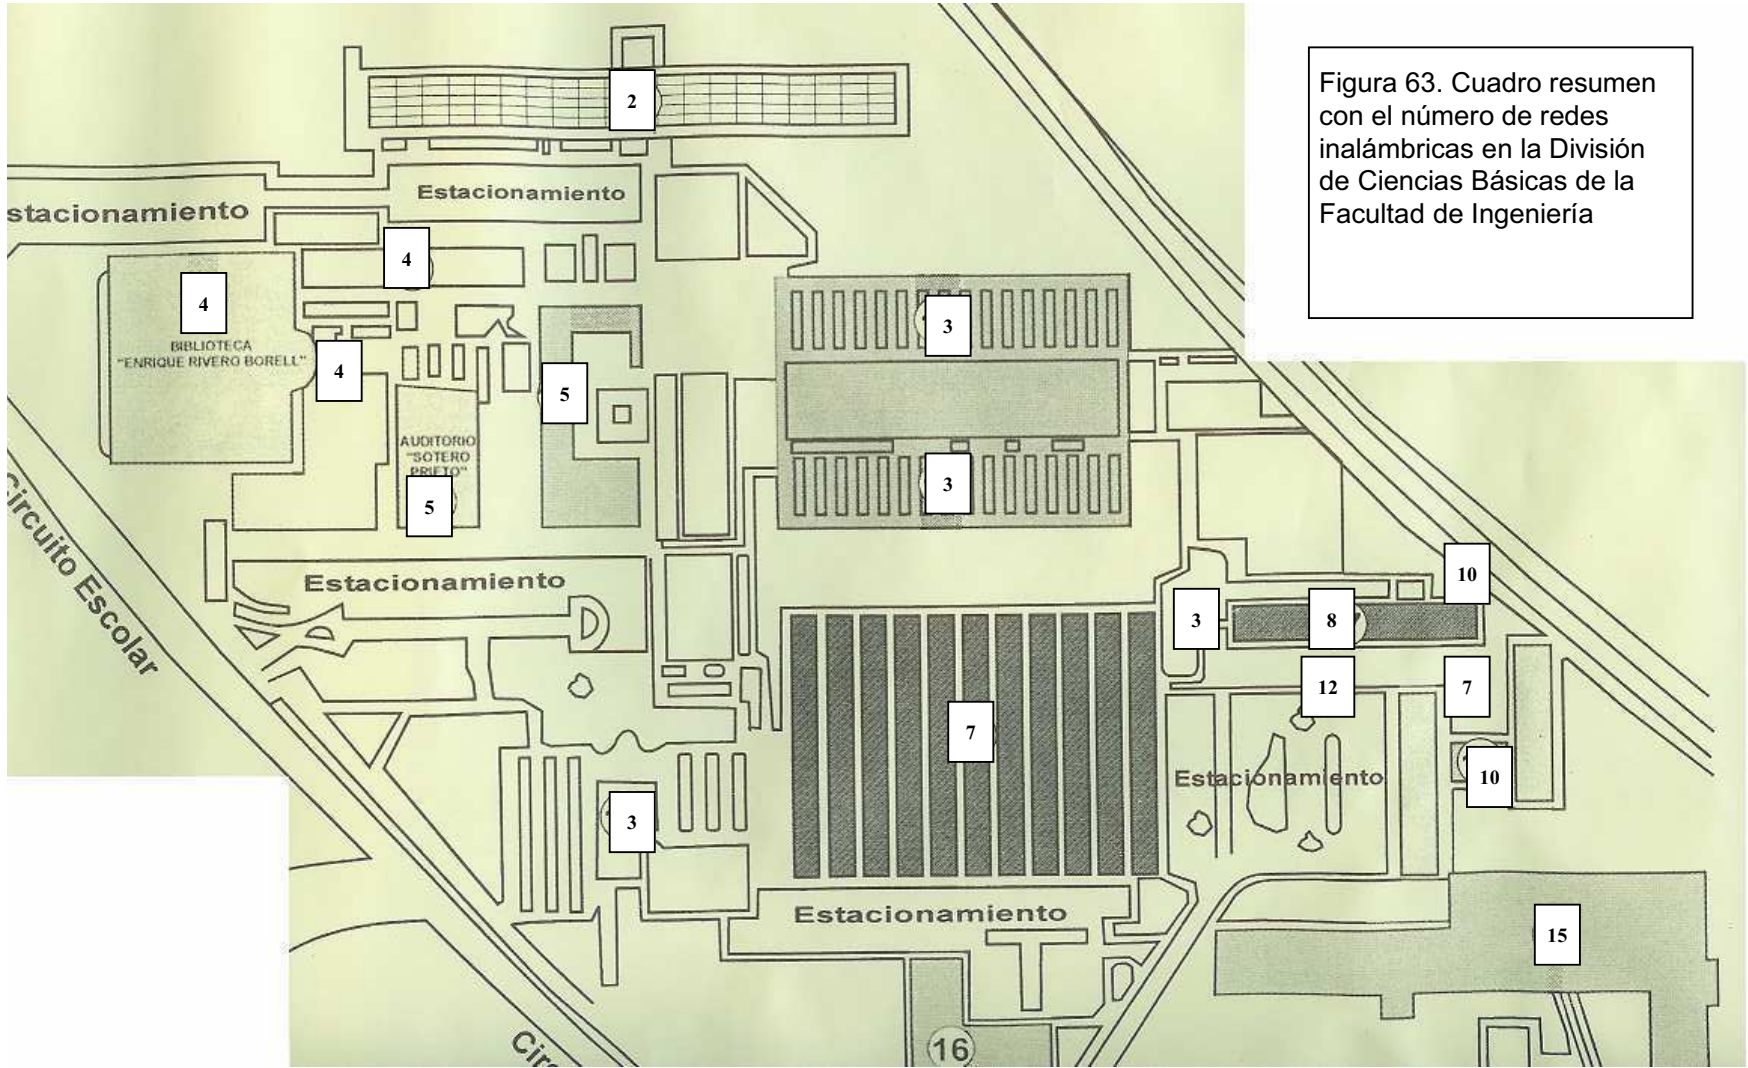 Figura 63. Cuadro resumen
con el número de redes
inalámbricas en la División
de Ciencias Básicas de la
Facultad de Ingeniería
2
Estacionamiento
stacionamiento
4
4
BIBLIOTECA
"ENRIQUE RIVERO BORELL"
4
3
5
AUDITORIO
"SOTERO
PRIETO"
5
3
Circuito Escolar
Estacionamiento
10
3
8
12
7
7
Estacionamiento
10
3
Estacionamiento
15
16
Circ